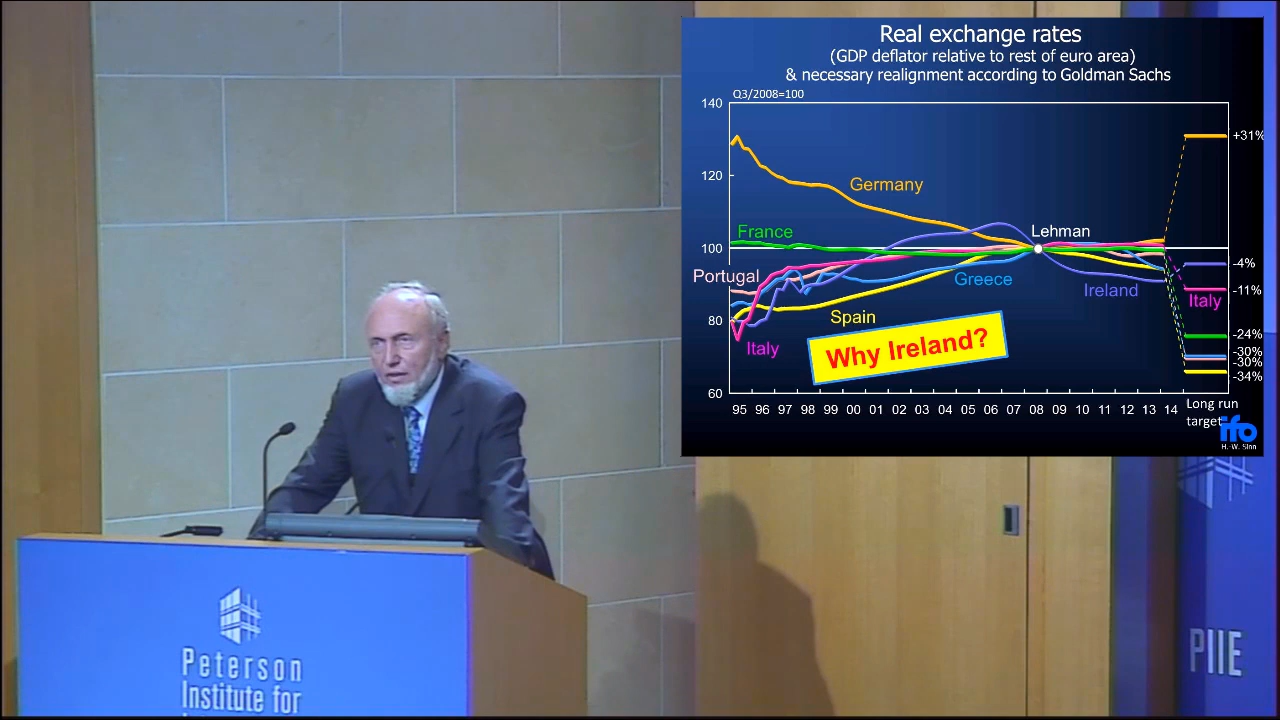 Real exchange rates
(GDP deflator relative to rest of euro area)
& necessary realignment according to Goldman Sachs
Q3/2008=100
140
120
100
80
60
Germany
France
Portugal
Italy
Spain
Greece
Lehman
Ireland
Italy
Why Ireland?
+31%
-4%
-11%
-24%
-30%
-30%
-34%
95 96 97 98 99 00 01 02 03 04 05 06 07 08 09 10 11 12 13 14
Long run
target
ifo
H.-W. Sinn
Peterson
Institute for
PIIE